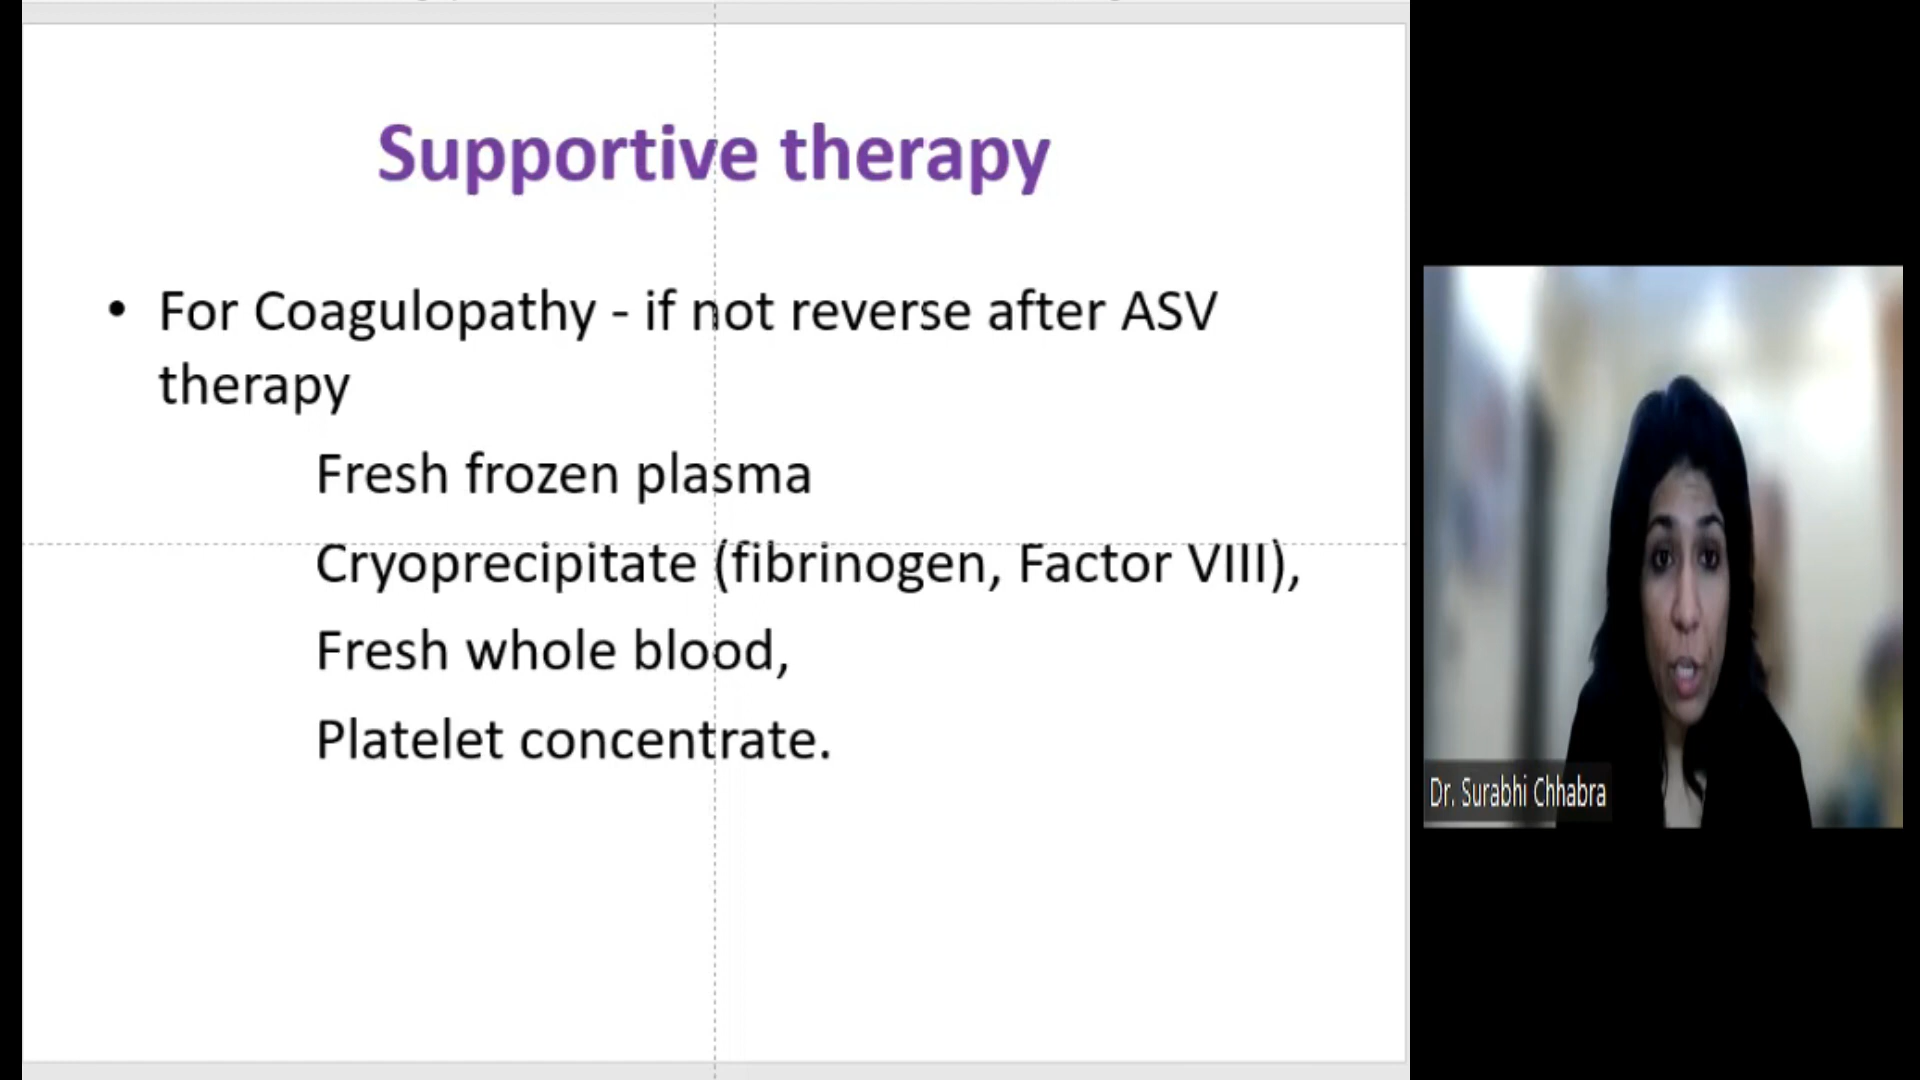 Supportive therapy
• For Coagulopathy - if not reverse after ASV
therapy
Fresh frozen plasma
Cryoprecipitate (fibrinogen, Factor VIII),
Fresh whole blood,
Platelet concentrate.
Dr. Surabhi Chhabra